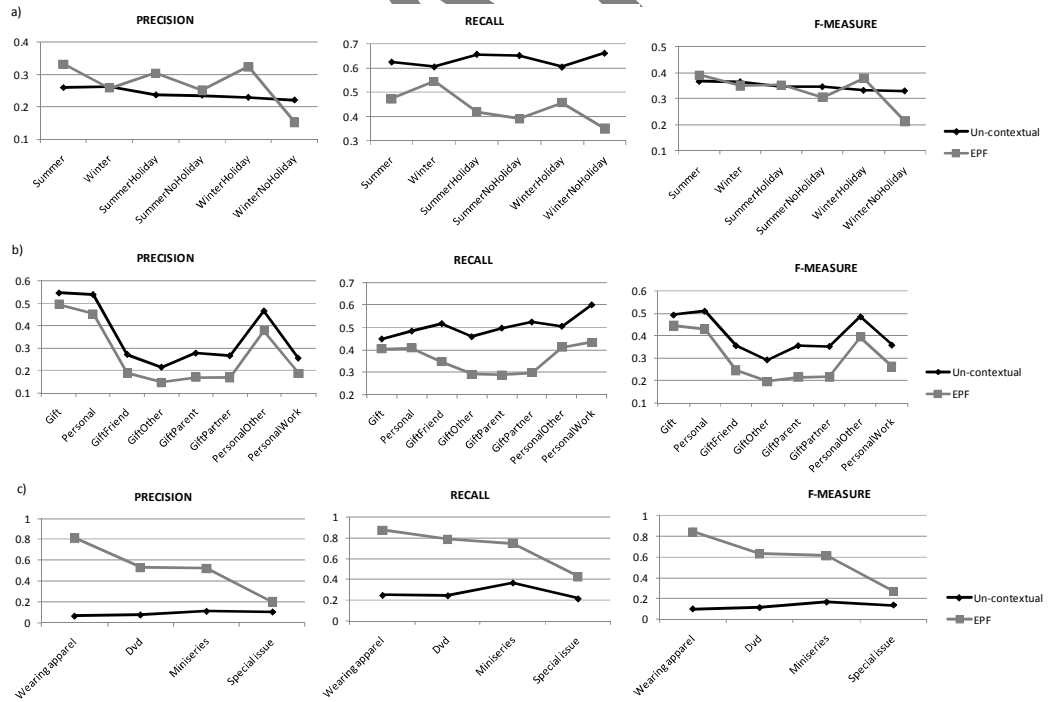 a)
PRECISION
RECALL
F-MEASURE
0.4
0.3
0.2
0.1
Summer
Winter
SummerHoliday
SummerNoHoliday
WinterHoliday
WinterNoHoliday
0.7
0.6
0.5
0.4
0.3
Summer
Winter
SummerHoliday
SummerNoHoliday
WinterHoliday
WinterNoHoliday
0.5
0.4
0.3
0.2
0.1
Summer
Winter
SummerHoliday
SummerNoHoliday
WinterHoliday
WinterNoHoliday
Un-contextual
EPF
b)
PRECISION
RECALL
F-MEASURE
0.6
0.5
0.4
0.3
0.2
0.1
Gift
Personal
GiftFriend
GiftOther
GiftParent
GiftPartner
PersonalOther
PersonalWork
0.7
0.6
0.5
0.4
0.3
0.2
Gift
Personal
GiftFriend
GiftOther
GiftParent
GiftPartner
PersonalOther
PersonalWork
0.6
0.5
0.4
0.3
0.2
0.1
Gift
Personal
GiftFriend
GiftOther
GiftParent
GiftPartner
PersonalOther
PersonalWork
Un-contextual
EPF
c)
PRECISION
RECALL
F-MEASURE
1
0.8
0.6
0.4
0.2
0
Wearing apparel
Dvd
Miniseries
Special issue
1
0.8
0.6
0.4
0.2
0
Wearing apparel
Dvd
Miniseries
Special issue
1
0.8
0.6
0.4
0.2
0
Wearing apparel
Dvd
Miniseries
Special issue
Un-contextual
EPF